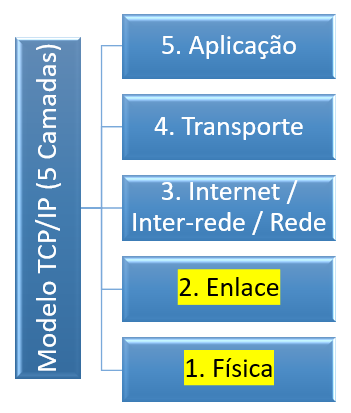 Modelo TCP/IP (5 Camadas)
5. Aplicação
4. Transporte
3. Internet /
Inter-rede / Rede
2. Enlace
1. Física